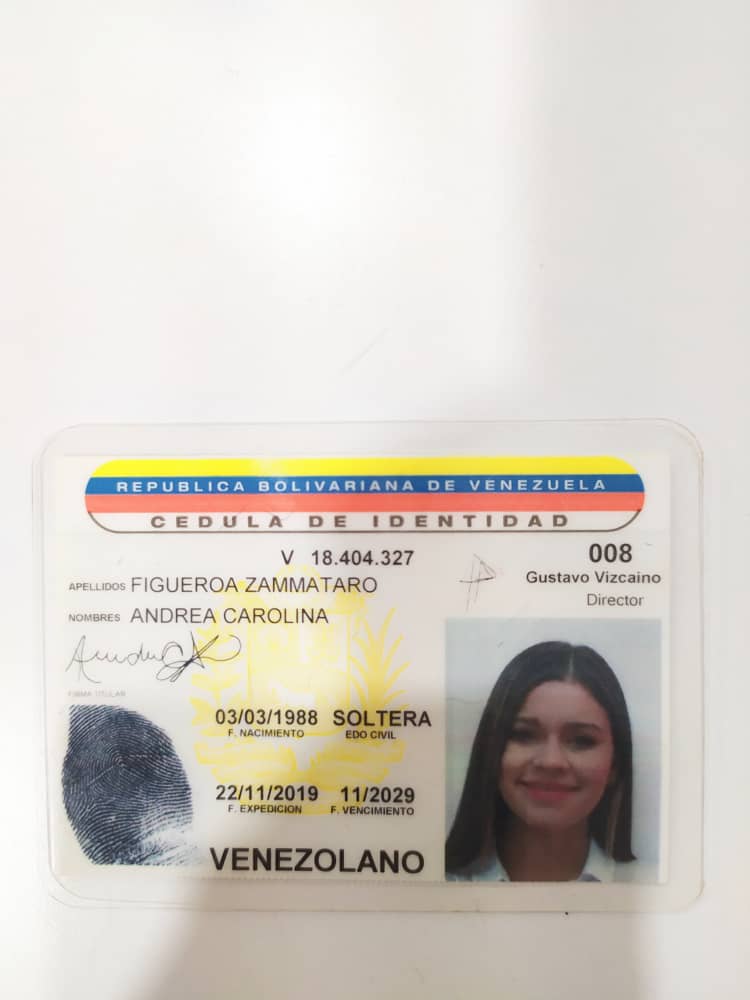 REPUBLICA BOLIVARIANA DE VENEZUELA
CEDULA DE IDENTIDAD
V 18.404.327
008
APELLIDOS FIGUEROA ZAMMATARO
Gustavo Vizcaino
Director
NOMBRES ANDREA CAROLINA
FIRMA TITULAR
03/03/1988 SOLTERA
F. NACIMIENTO EDO CIVIL
22/11/2019 11/2029
F. EXPEDICION F. VENCIMIENTO
VENEZOLANO